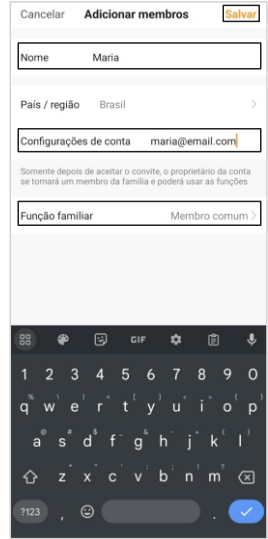 Cancelar Adicionar membros Salvar
Nome Maria
País / região Brasil
Configurações de conta maria@email.com
Somente depois de aceitar o convite, o proprietário da conta
se tornará um membro da família e poderá usar as funções
Função familiar Membro comum
GIF
1 2 3 4 5 6 7 8 9 0
q w e r t y u i o p
a s d f g h j k l
z x c v b n m
?123 , .